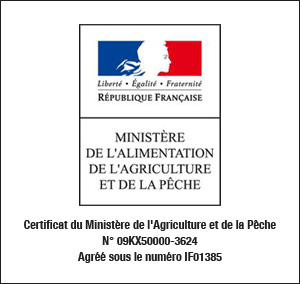 Liberté • Égalité • Fraternité
RÉPUBLIQUE FRANÇAISE
MINISTÈRE
DE L'ALIMENTATION
DE L'AGRICULTURE
ET DE LA PÊCHE
Certificat du Ministère de l'Agriculture et de la Pêche
N° 09KX50000-3624
Agréé sous le numéro IF01385